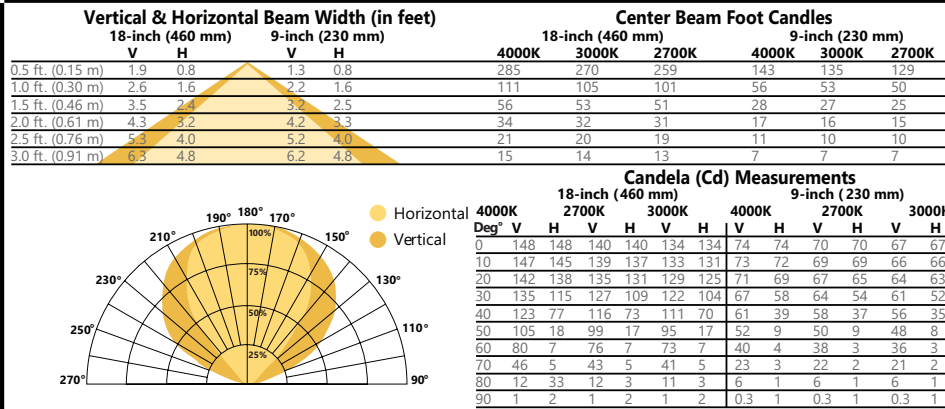 Vertical & Horizontal Beam Width (in feet)
18-inch (460 mm) 9-inch (230 mm)
V H V H
0.5 ft. (0.15 m) 1.9 0.8 1.3 0.8
1.0 ft. (0.30 m) 2.6 1.6 2.2 1.6
1.5 ft. (0.46 m) 3.5 2.4 3.2 2.5
2.0 ft. (0.61 m) 4.3 3.2 4.2 3.3
2.5 ft. (0.76 m) 5.3 4.0 5.2 4.0
3.0 ft. (0.91 m) 6.3 4.8 6.2 4.8
Center Beam Foot Candles
18-inch (460 mm) 9-inch (230 mm)
4000K 3000K 2700K 4000K 3000K 2700K
285 270 259 143 135 129
111 105 101 56 53 50
56 53 51 28 27 25
34 32 31 17 16 15
21 20 19 11 10 10
15 14 13 7 7 7
190° 180° 170°
210° 150°
230° 130°
250° 110°
270° 90°
100%
75%
50%
25%
Horizontal
Vertical
Candela (Cd) Measurements
18-inch (460 mm) 9-inch (230 mm)
4000K 2700K 3000K 4000K 2700K 3000K
Deg° V H V H V H V H V H V H
0 148 148 140 140 134 134 74 74 70 70 67 67
10 147 145 139 137 133 131 73 72 69 69 66 66
20 142 138 135 131 129 125 71 69 67 65 64 63
30 135 115 127 109 122 104 67 58 64 54 61 52
40 123 77 116 73 111 70 61 39 58 37 56 35
50 105 18 99 17 95 17 52 9 50 9 48 8
60 80 7 76 7 73 7 40 4 38 3 36 3
70 46 5 43 5 41 5 23 3 22 2 21 2
80 12 33 12 3 11 3 6 1 6 1 6 1
90 1 2 1 2 1 2 0.3 1 0.3 1 0.3 1